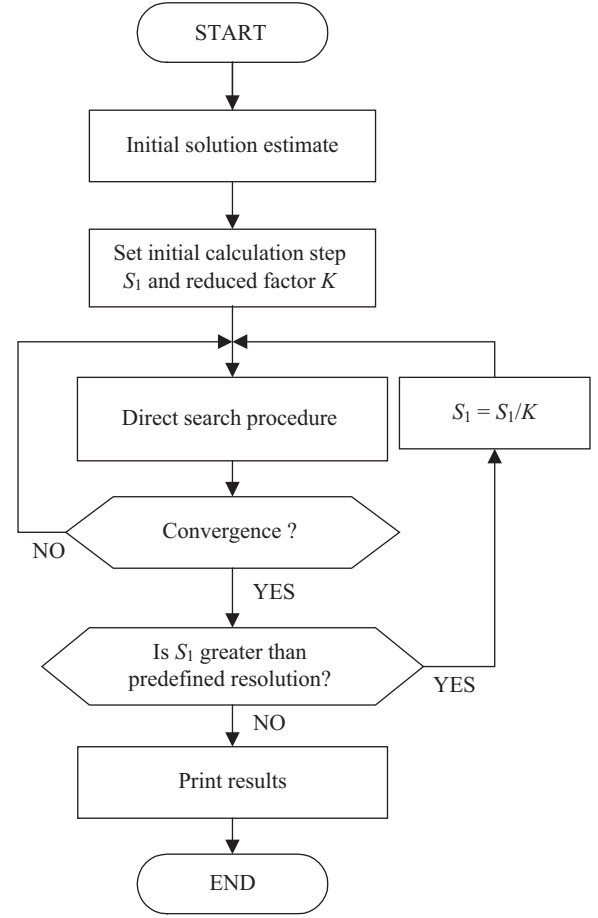 START
Initial solution estimate
Set initial calculation step
S₁ and reduced factor K
Direct search procedure
S₁ = S₁/K
Convergence ?
NO
YES
Is S₁ greater than
predefined resolution?
YES
NO
Print results
END